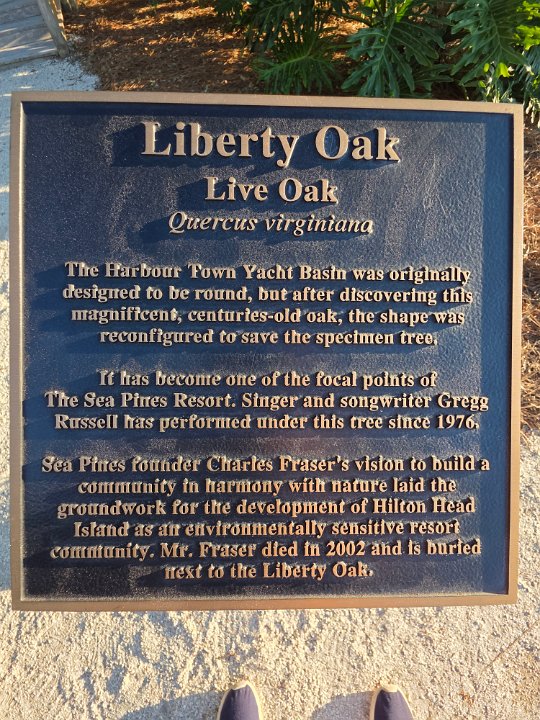 Liberty Oak
Live Oak
Quercus virginiana
The Harbour Town Yacht Basin was originally
designed to be round, but after discovering this
magnificent, centuries-old oak, the shape was
reconfigured to save the specimen tree.
It has become one of the focal points of
The Sea Pines Resort. Singer and songwriter Gregg
Russell has performed under this tree since 1976.
Sea Pines founder Charles Fraser's vision to build a
community in harmony with nature laid the
groundwork for the development of Hilton Head
Island as an environmentally sensitive resort
community. Mr. Fraser died in 2002 and is buried
next to the Liberty Oak.